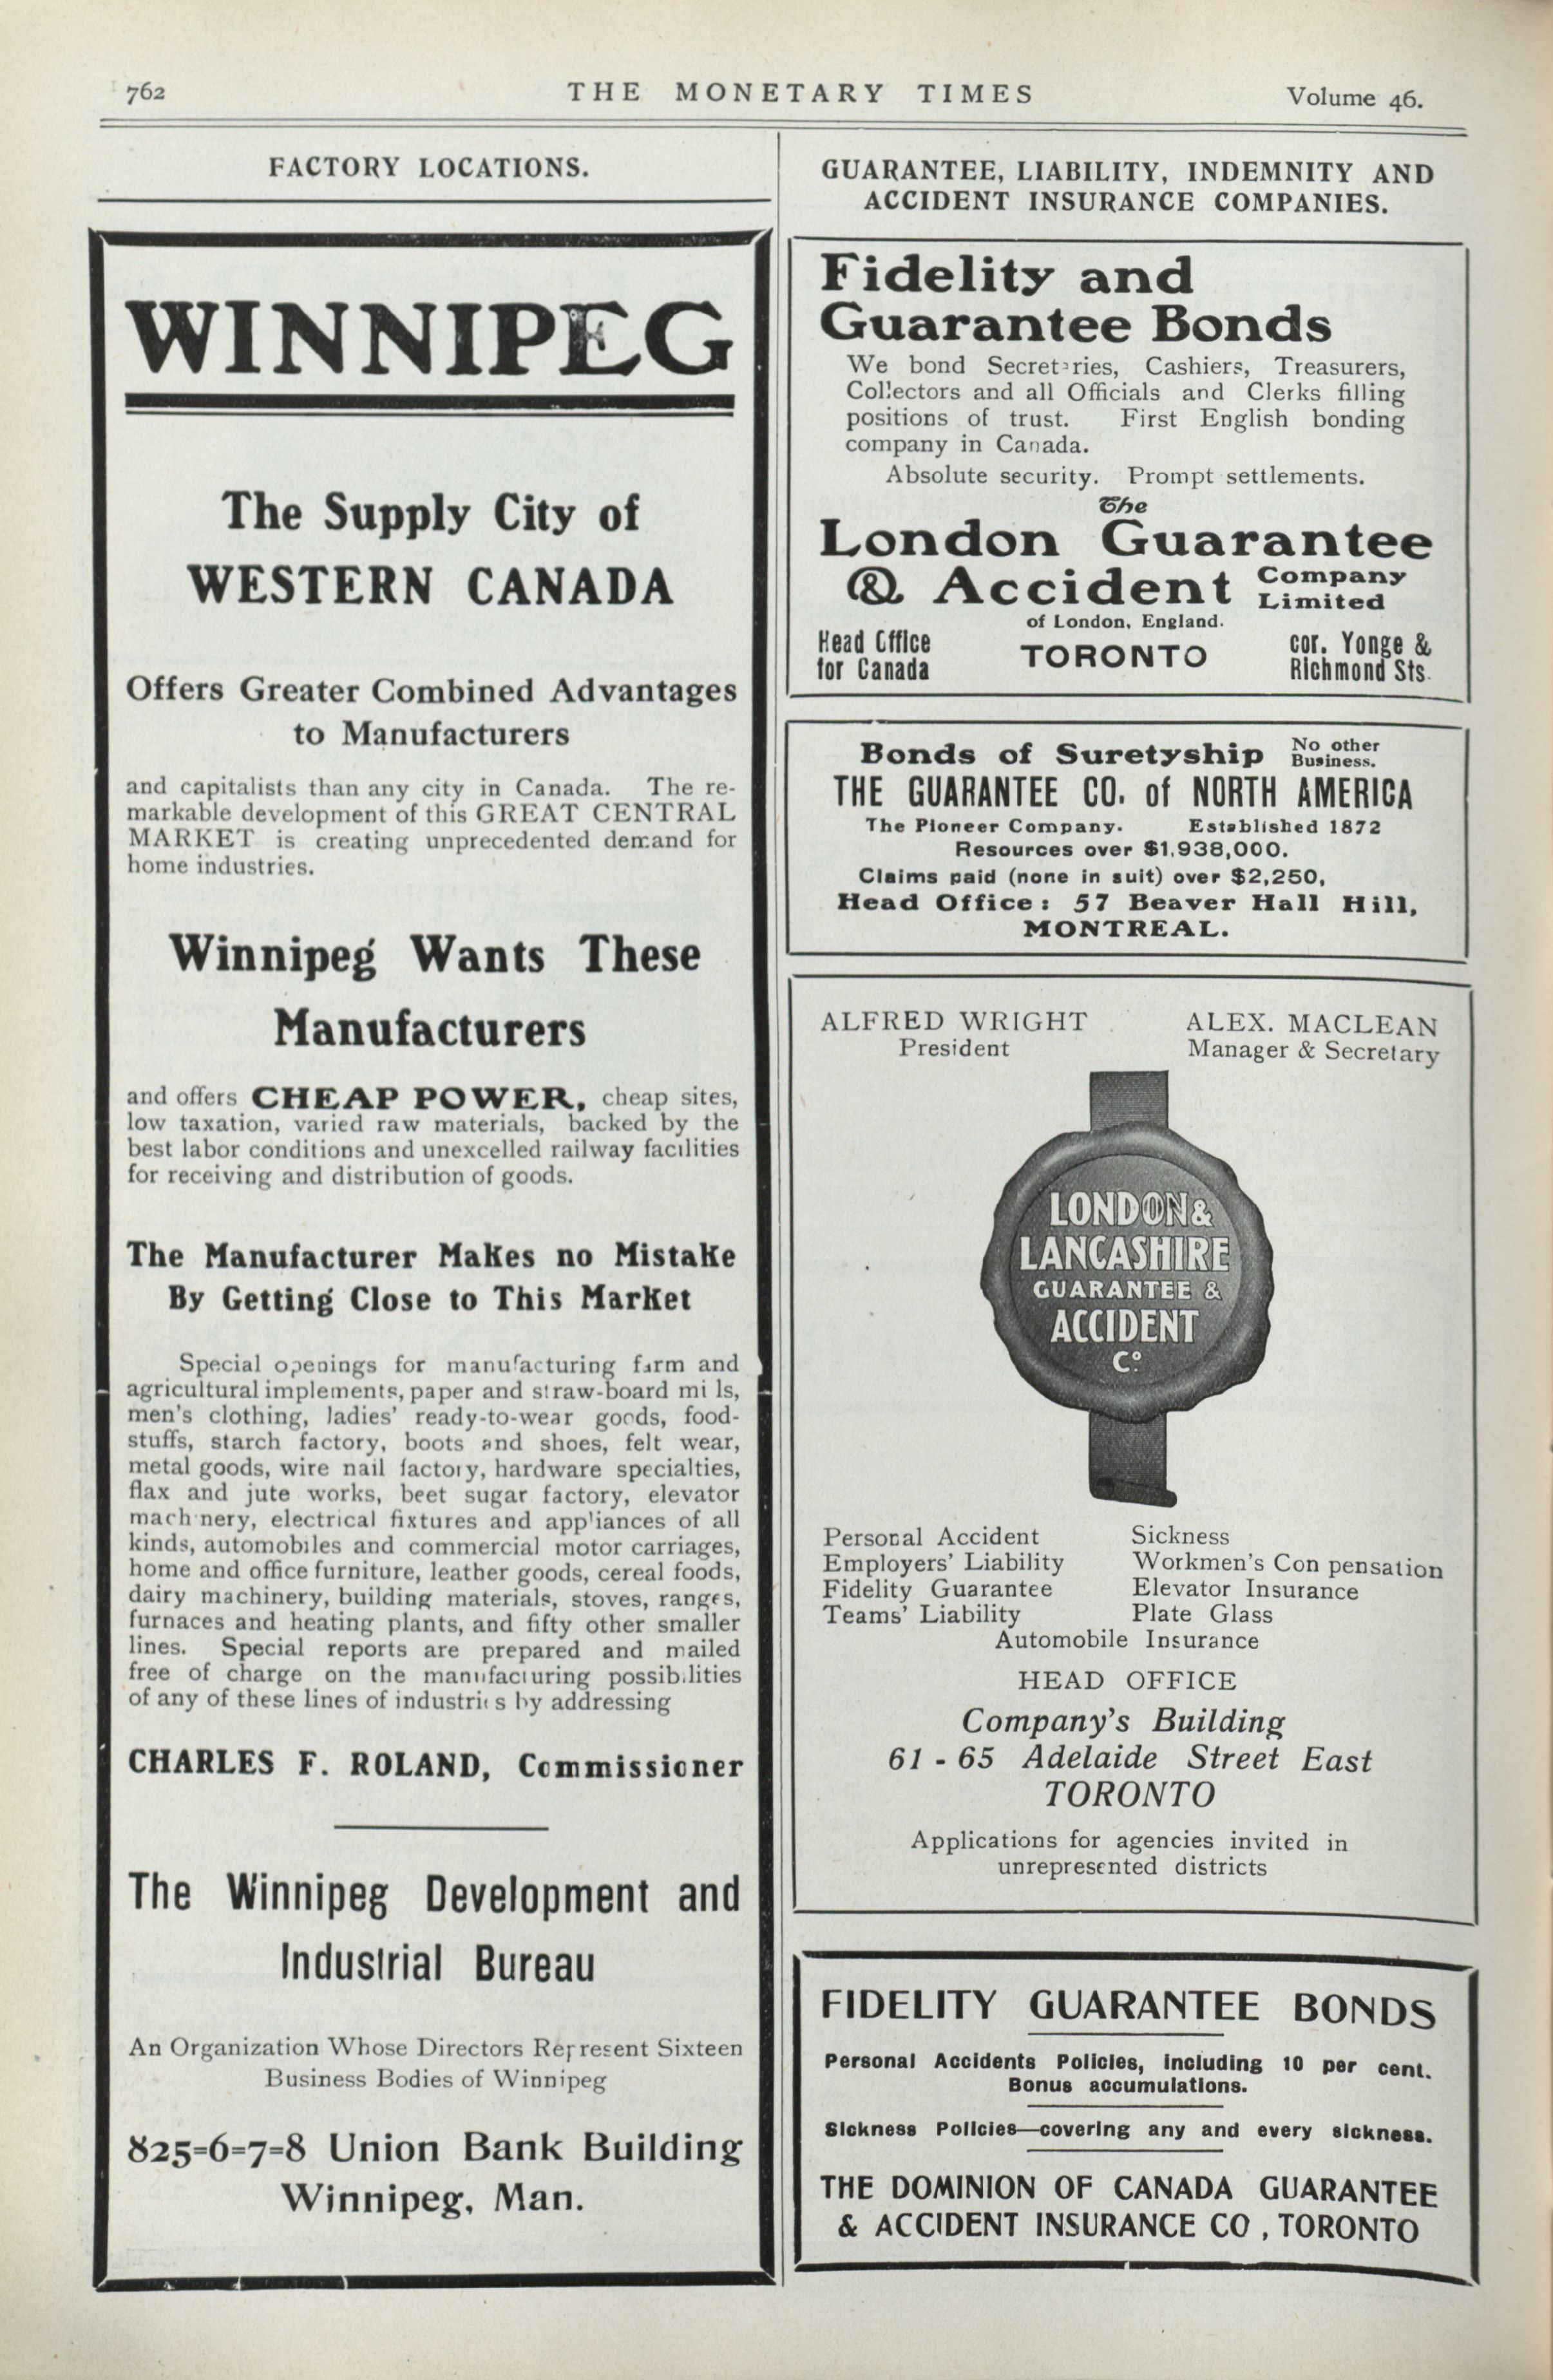 762
THE MONETARY TIMES
Volume 46.
FACTORY LOCATIONS.
WINNIPEG
The Supply City of
WESTERN CANADA
Offers Greater Combined Advantages
to Manufacturers
and capitalists than any city in Canada. The re-
markable development of this GREAT CENTRAL
MARKET is creating unprecedented demand for
home industries.
Winnipeg Wants These
Manufacturers
and offers CHEAP POWER, cheap sites,
low taxation, varied raw materials, backed by the
best labor conditions and unexcelled railway facilities
for receiving and distribution of goods.
The Manufacturer Makes no Mistake
By Getting Close to This Market
Special openings for manufacturing farm and
agricultural implements, paper and straw-board mi ls,
men's clothing, ladies' ready-to-wear goods, food-
stuffs, starch factory, boots and shoes, felt wear,
metal goods, wire nail factory, hardware specialties,
flax and jute works, beet sugar factory, elevator
machinery, electrical fixtures and appliances of all
kinds, automobiles and commercial motor carriages,
home and office furniture, leather goods, cereal foods,
dairy machinery, building materials, stoves, ranges,
furnaces and heating plants, and fifty other smaller
lines. Special reports are prepared and mailed
free of charge on the manufacturing possibilities
of any of these lines of industries by addressing
CHARLES F. ROLAND, Commissioner
The Winnipeg Development and
Industrial Bureau
An Organization Whose Directors Represent Sixteen
Business Bodies of Winnipeg
825=6=7=8 Union Bank Building
Winnipeg, Man.
GUARANTEE, LIABILITY, INDEMNITY AND
ACCIDENT INSURANCE COMPANIES.
Fidelity and
Guarantee Bonds
We bond Secretaries, Cashiers, Treasurers,
Collectors and all Officials and Clerks filling
positions of trust. First English bonding
company in Canada.
Absolute security. Prompt settlements.
The
London Guarantee
& Accident Company Limited
of London, England.
Head Office for Canada TORONTO cor. Yonge & Richmond Sts.
Bonds of Suretyship No other Business.
THE GUARANTEE CO. of NORTH AMERICA
The Pioneer Company. Established 1872
Resources over $1,938,000.
Claims paid (none in suit) over $2,250,
Head Office: 57 Beaver Hall Hill,
MONTREAL.
ALFRED WRIGHT ALEX. MACLEAN
President Manager & Secretary
LONDON &
LANCASHIRE
GUARANTEE &
ACCIDENT
Co.
Personal Accident Sickness
Employers' Liability Workmen's Con pensation
Fidelity Guarantee Elevator Insurance
Teams' Liability Plate Glass
Automobile Insurance
HEAD OFFICE
Company's Building
61 - 65 Adelaide Street East
TORONTO
Applications for agencies invited in
unrepresented districts
FIDELITY GUARANTEE BONDS
Personal Accidents Policies, including 10 per cent.
Bonus accumulations.
Sickness Policies—covering any and every sickness.
THE DOMINION OF CANADA GUARANTEE
& ACCIDENT INSURANCE CO , TORONTO